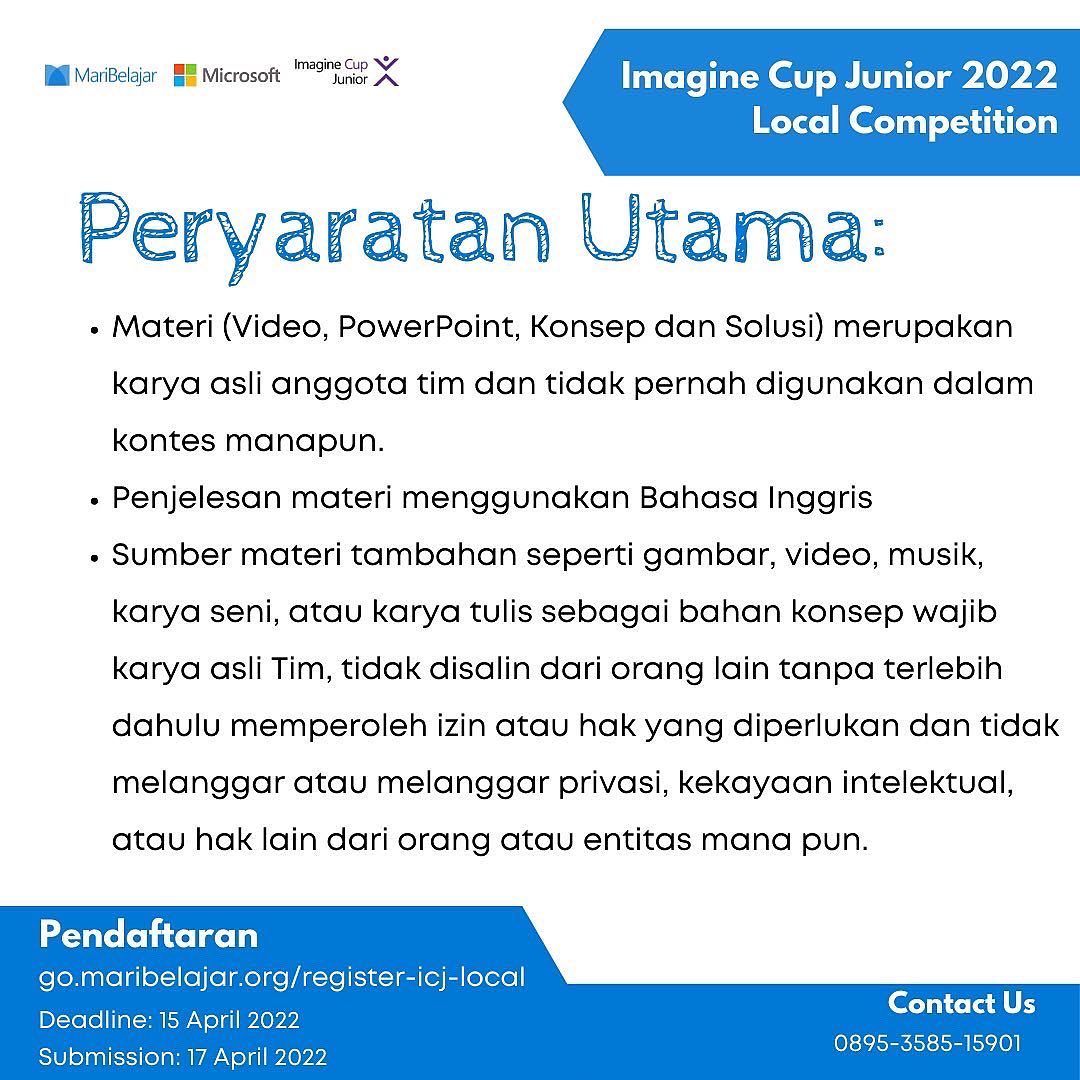 MariBelajar
Microsoft
Imagine Cup
Junior
Imagine Cup Junior 2022
Local Competition
Peryaratan Utama:
• Materi (Video, PowerPoint, Konsep dan Solusi) merupakan
karya asli anggota tim dan tidak pernah digunakan dalam
kontes manapun.
• Penjelesan materi menggunakan Bahasa Inggris
• Sumber materi tambahan seperti gambar, video, musik,
karya seni, atau karya tulis sebagai bahan konsep wajib
karya asli Tim, tidak disalin dari orang lain tanpa terlebih
dahulu memperoleh izin atau hak yang diperlukan dan tidak
melanggar atau melanggar privasi, kekayaan intelektual,
atau hak lain dari orang atau entitas mana pun.
Pendaftaran
go.maribelajar.org/register-icj-local
Deadline: 15 April 2022
Submission: 17 April 2022
Contact Us
0895-3585-15901